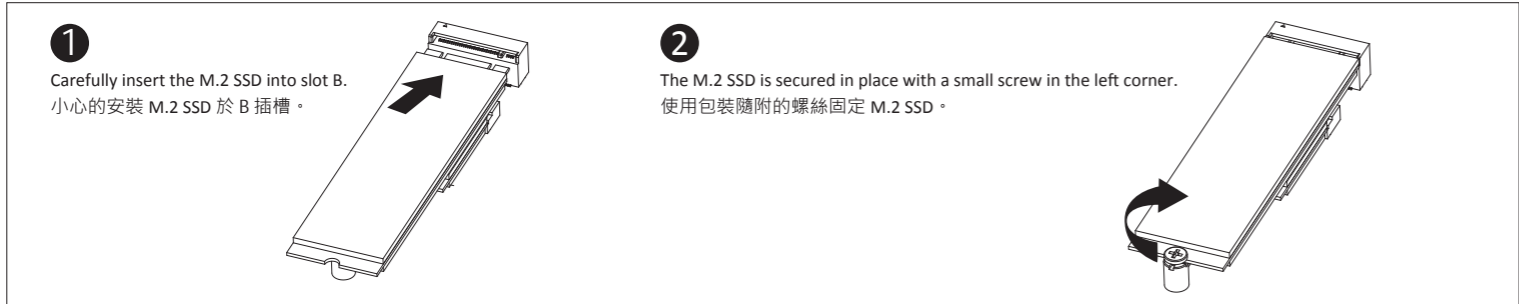 1
Carefully insert the M.2 SSD into slot B.
小心的安裝 M.2 SSD 於 B 插槽。
2
The M.2 SSD is secured in place with a small screw in the left corner.
使用包裝隨附的螺絲固定 M.2 SSD。